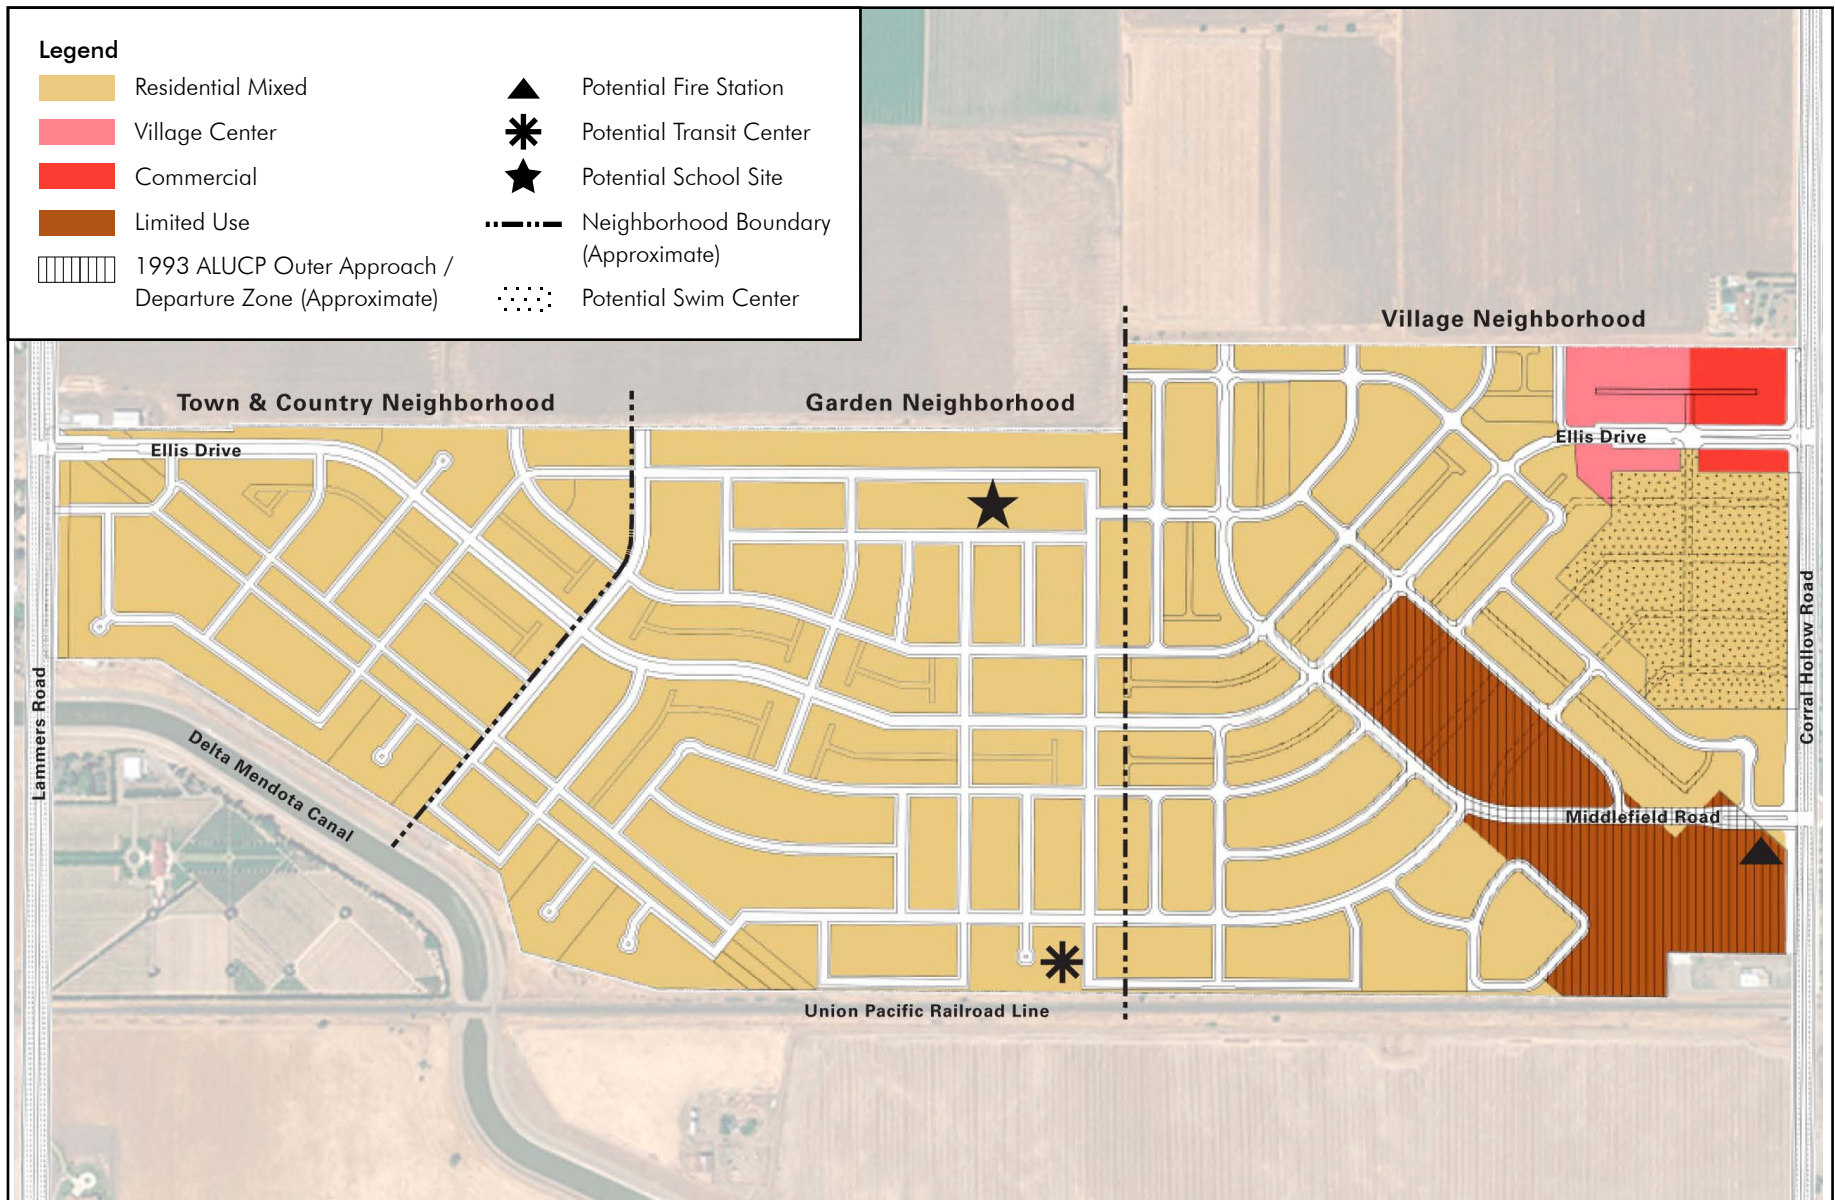 Legend
Residential Mixed
Village Center
Commercial
Limited Use
1993 ALUCP Outer Approach /
Departure Zone (Approximate)
Potential Fire Station
Potential Transit Center
Potential School Site
Neighborhood Boundary
(Approximate)
Potential Swim Center
Village Neighborhood
Town & Country Neighborhood
Garden Neighborhood
Ellis Drive
Ellis Drive
Lammers Road
Delta Mendota Canal
Corral Hollow Road
Middlefield Road
Union Pacific Railroad Line